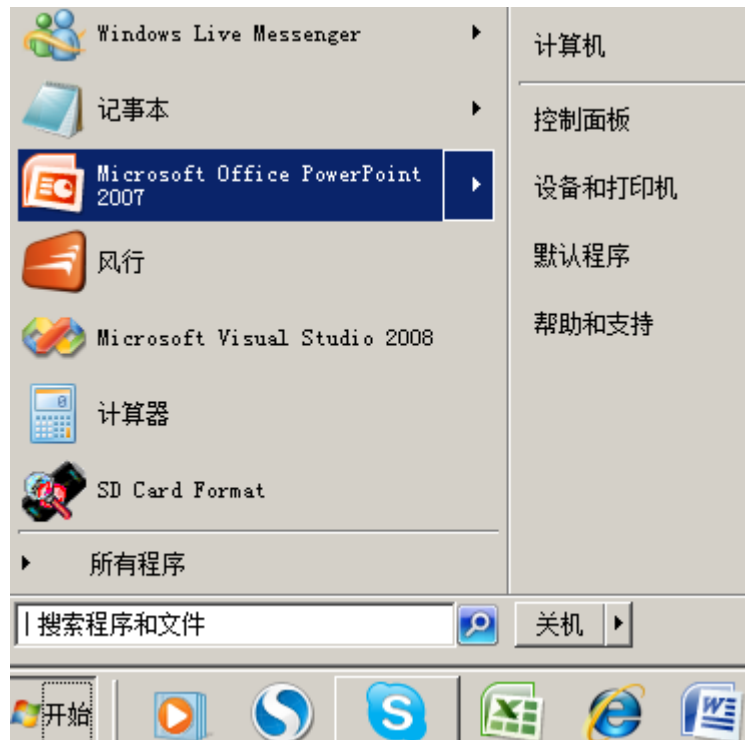 Windows Live Messenger
记事本
Microsoft Office PowerPoint
2007
风行
Microsoft Visual Studio 2008
计算器
SD Card Format
所有程序
搜索程序和文件
计算机
控制面板
设备和打印机
默认程序
帮助和支持
关机
开始